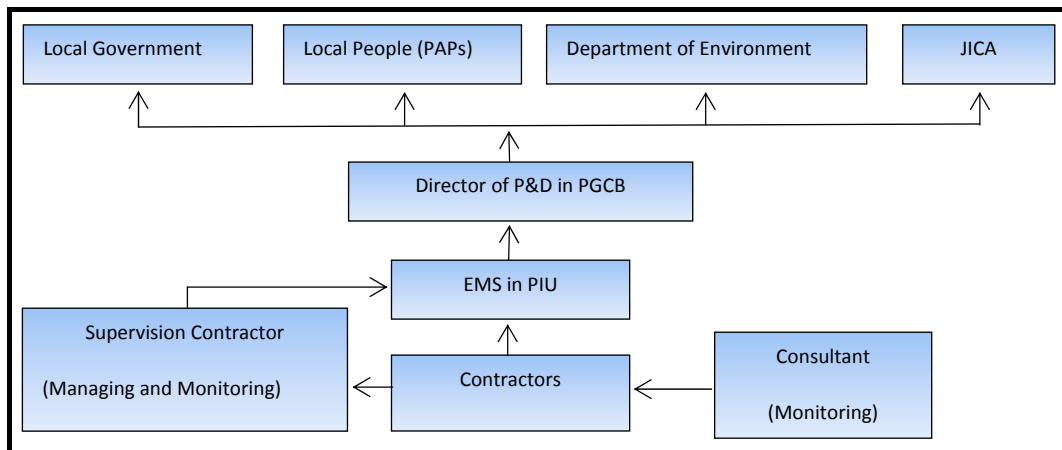 Local Government
Local People (PAPs)
Department of Environment
JICA
Director of P&D in PGCB
EMS in PIU
Supervision Contractor
(Managing and Monitoring)
Contractors
Consultant
(Monitoring)